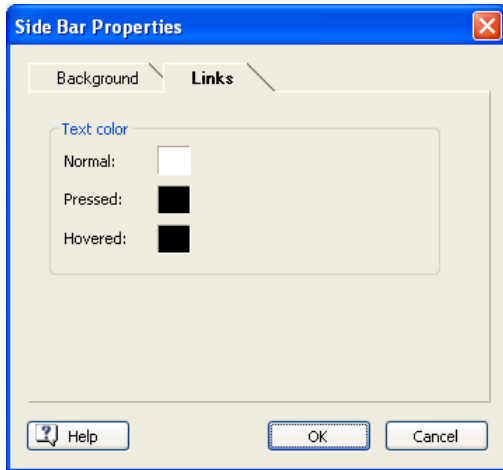 Side Bar Properties
Background Links
Text color
Normal:
Pressed:
Hovered:
Help OK Cancel